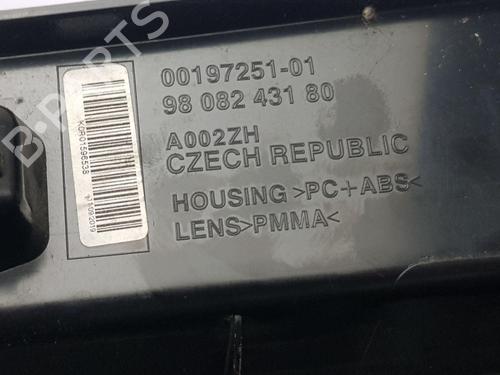 00197251-01
98 082 431 80
A002ZH
CZECH REPUBLIC
HOUSING >PC+ABS<
LENS>PMMA<
B-PARTS